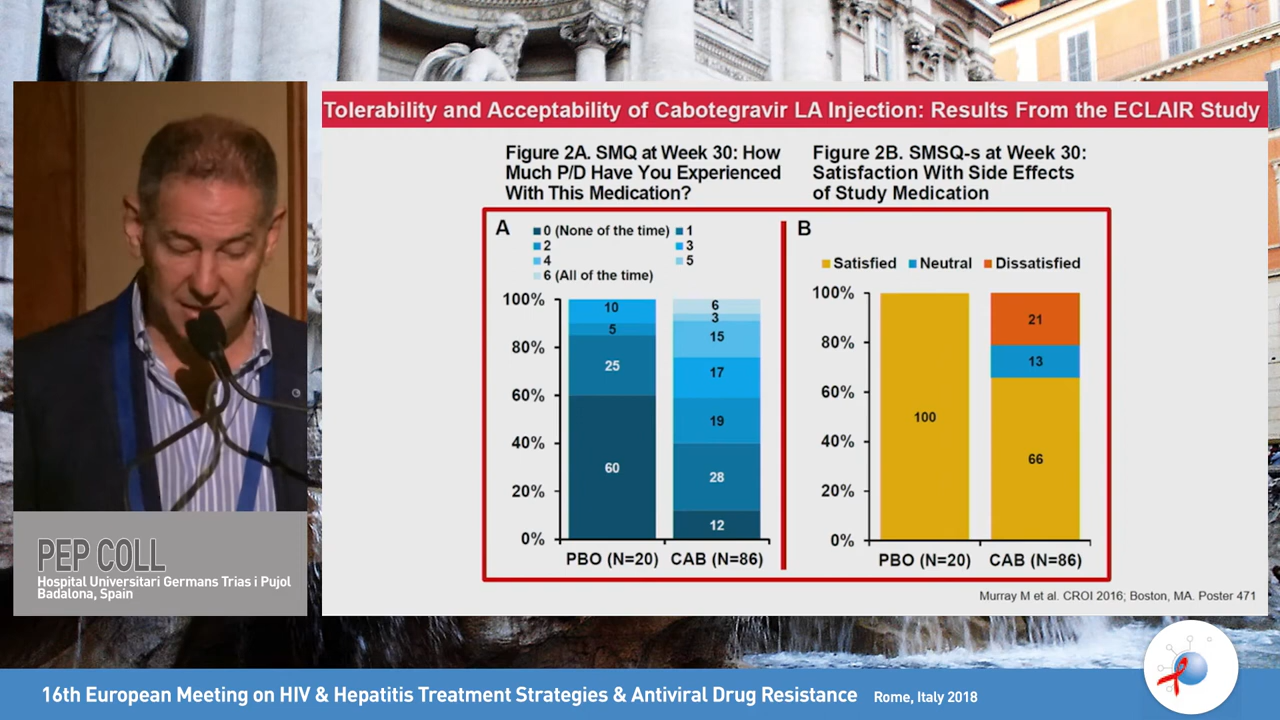 Tolerability and Acceptability of Cabotegravir LA Injection: Results From the ECLAIR Study
Figure 2A. SMQ at Week 30: How
Much P/D Have You Experienced
With This Medication?
A
0 (None of the time) 1
2 3
4 5
6 (All of the time)
100%
80%
60%
40%
20%
0%
10
5
25
60
6
3
15
17
19
28
12
PBO (N=20) CAB (N=86)
Figure 2B. SMSQ-s at Week 30:
Satisfaction With Side Effects
of Study Medication
B
Satisfied Neutral Dissatisfied
100%
80%
60%
40%
20%
0%
100
21
13
66
PBO (N=20) CAB (N=86)
Murray M et al. CROI 2016; Boston, MA. Poster 471
PEP COLL
Hospital Universitari Germans Trias i Pujol
Badalona, Spain
16th European Meeting on HIV & Hepatitis Treatment Strategies & Antiviral Drug Resistance Rome, Italy 2018